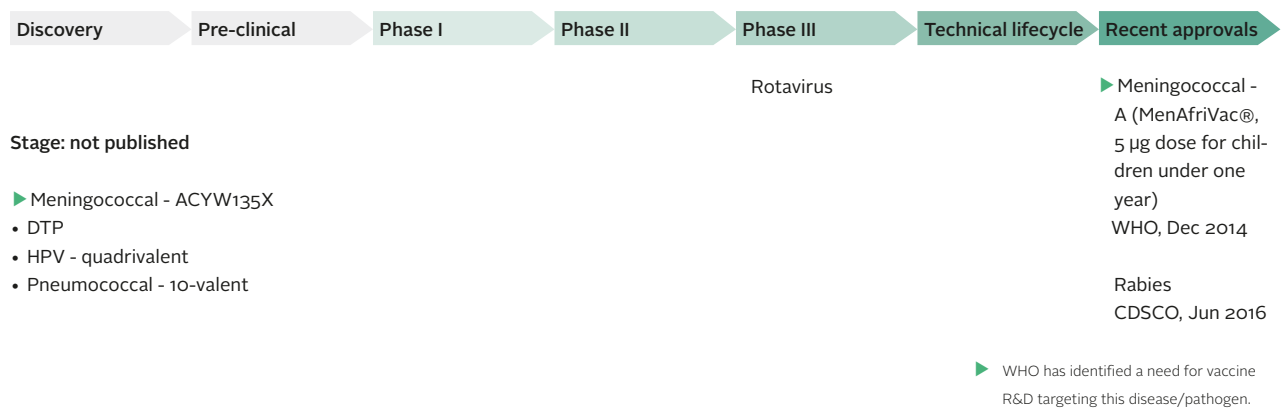 Discovery
Pre-clinical
Phase I
Phase II
Phase III
Technical lifecycle
Recent approvals
Rotavirus
Stage: not published
Meningococcal - ACYW135X
• DTP
• HPV - quadrivalent
• Pneumococcal - 10-valent
Meningococcal -
A (MenAfriVac®,
5 µg dose for chil-
dren under one
year)
WHO, Dec 2014
Rabies
CDSCO, Jun 2016
WHO has identified a need for vaccine
R&D targeting this disease/pathogen.